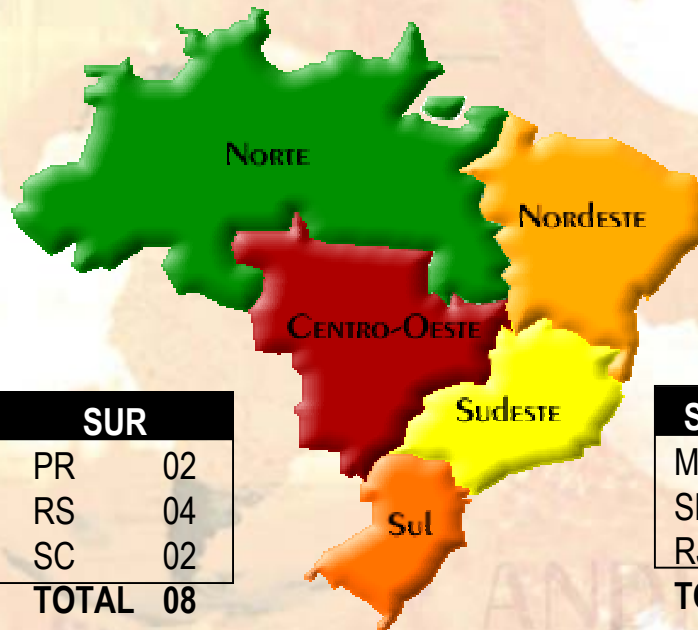 NORTE
NORDESTE
CENTRO-OESTE
SUDESTE
Sul
SUR
PR 02
RS 04
SC 02
TOTAL 08